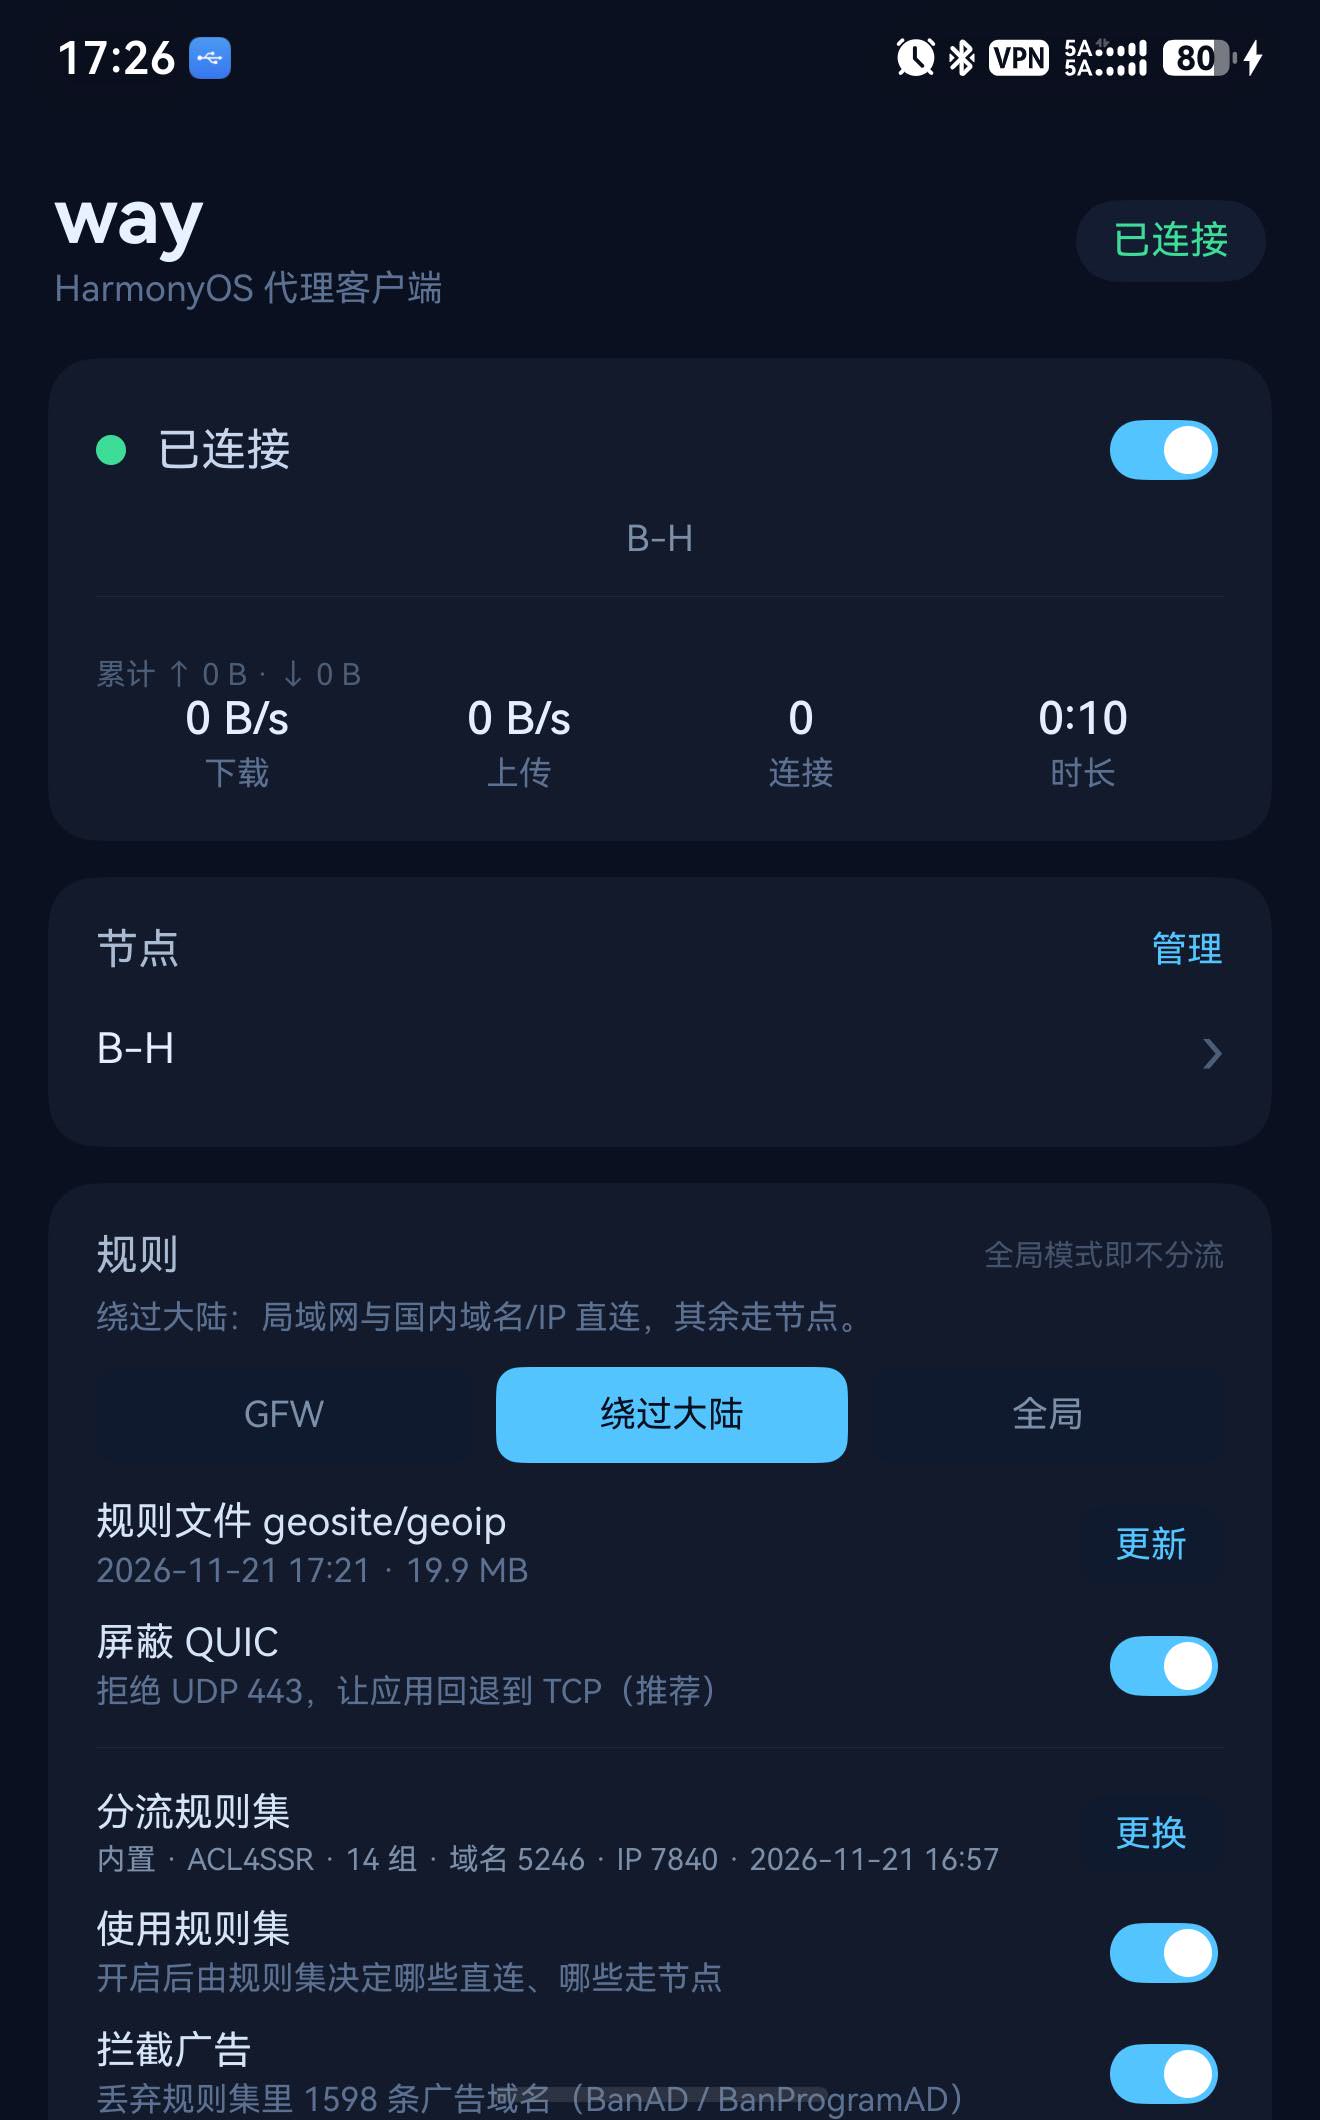 17:26
VPN 5A 5A 80
way
已连接
HarmonyOS 代理客户端
已连接
B-H
累计 ↑ 0 B · ↓ 0 B
0 B/s 0 B/s 0 0:10
下载 上传 连接 时长
节点 管理
B-H
规则 全局模式即不分流
绕过大陆：局域网与国内域名/IP 直连，其余走节点。
GFW 绕过大陆 全局
规则文件 geosite/geoip
更新
2026-11-21 17:21 · 19.9 MB
屏蔽 QUIC
拒绝 UDP 443，让应用回退到 TCP（推荐）
分流规则集
更换
内置 · ACL4SSR · 14 组 · 域名 5246 · IP 7840 · 2026-11-21 16:57
使用规则集
开启后由规则集决定哪些直连、哪些走节点
拦截广告
丢弃规则集里 1598 条广告域名（BanAD / BanProgramAD）